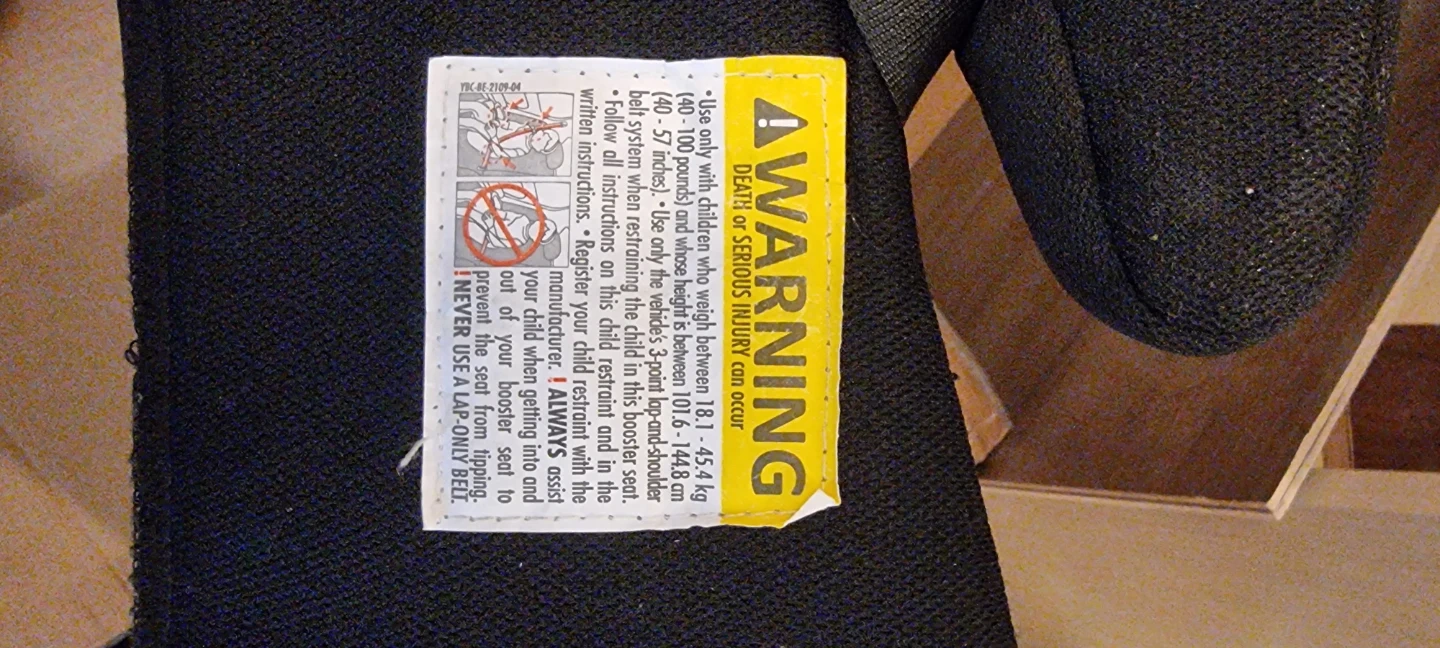 WARNING
DEATH or SERIOUS INJURY can occur
• Use only with children who weigh between 18.1 - 45.4 kg
(40 - 100 pounds) and whose height is between 101.6 - 144.8 cm
(40 - 57 inches). • Use only the vehicle's 3-point lap-and-shoulder
belt system when restraining the child in this booster seat.
• Follow all instructions on this child restraint and in the
written instructions. • Register your child restraint with the
manufacturer. ! ALWAYS assist
your child when getting into and
out of your booster seat to
prevent the seat from tipping.
! NEVER USE A LAP-ONLY BELT
YBC-BE-2109-04